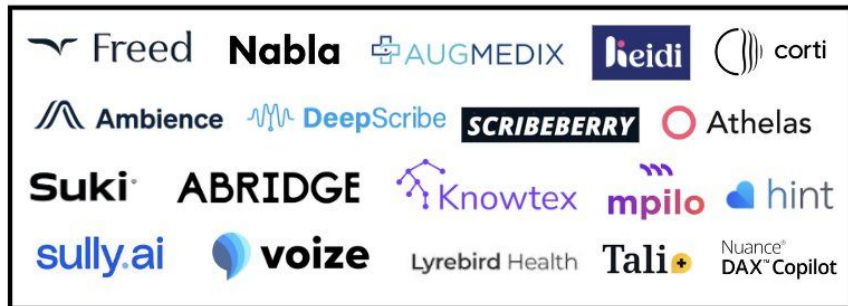 Freed Nabla AUGMEDIX heidi corti
Ambience DeepScribe SCRIBEBERRY Athelas
Suki ABRIDGE Knowtex mpilo hint
sully.ai voize Lyrebird Health Tali Nuance®
DAX™ Copilot